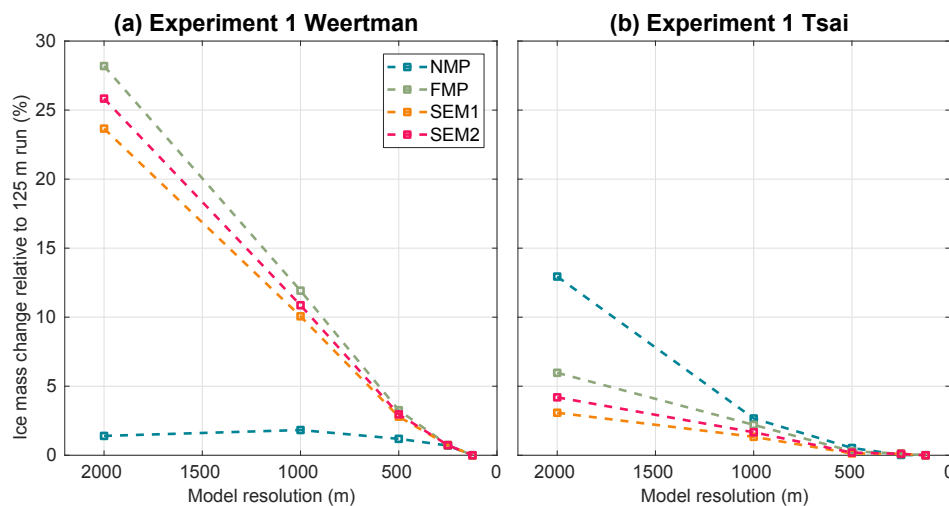 (a) Experiment 1 Weertman
(b) Experiment 1 Tsai
Ice mass change relative to 125 m run (%)
30
25
20
15
10
5
0
NMP
FMP
SEM1
SEM2
2000 1500 1000 500 0
2000 1500 1000 500 0
Model resolution (m)
Model resolution (m)